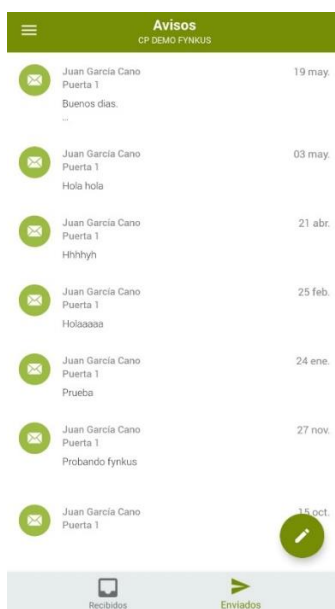 Avisos
CP DEMO FYNKUS
Juan García Cano
19 may.
Puerta 1
Buenos dias.
..
Juan García Cano
03 may.
Puerta 1
Hola hola
Juan García Cano
21 abr.
Puerta 1
Hhhhyh
Juan García Cano
25 feb.
Puerta 1
Holaaaaa
Juan García Cano
24 ene.
Puerta 1
Prueba
Juan García Cano
27 nov.
Puerta 1
Probando fynkus
Juan García Cano
15 oct.
Puerta 1
Recibidos
Enviados